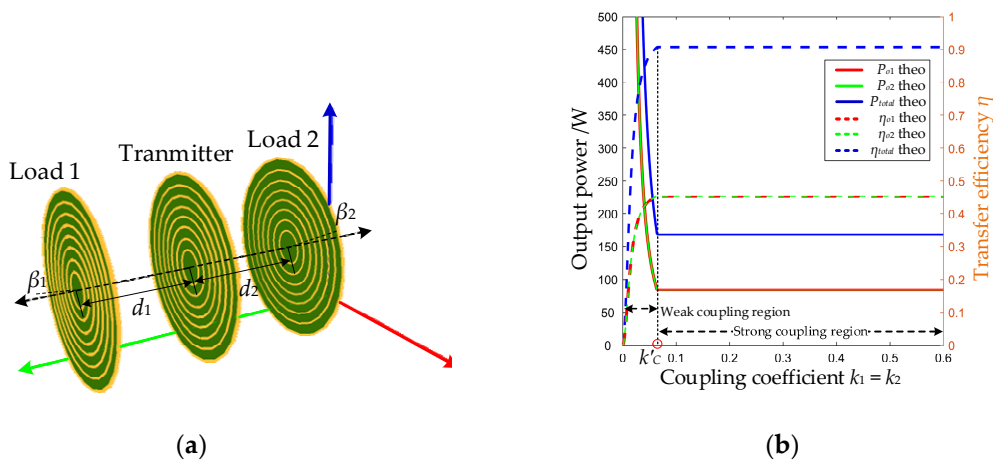 Load 1
Tranmitter
Load 2
β1
β2
d1
d2
(a)
500
450
400
350
300
250
200
150
100
50
0
Output power /W
1
0.9
0.8
0.7
0.6
0.5
0.4
0.3
0.2
0.1
0
Transfer efficiency η
Po1 theo
Po2 theo
Ptotal theo
ηo1 theo
ηo2 theo
ηtotal theo
Weak coupling region
Strong coupling region
0
k'C
0.1
0.2
0.3
0.4
0.5
0.6
Coupling coefficient k1 = k2
(b)